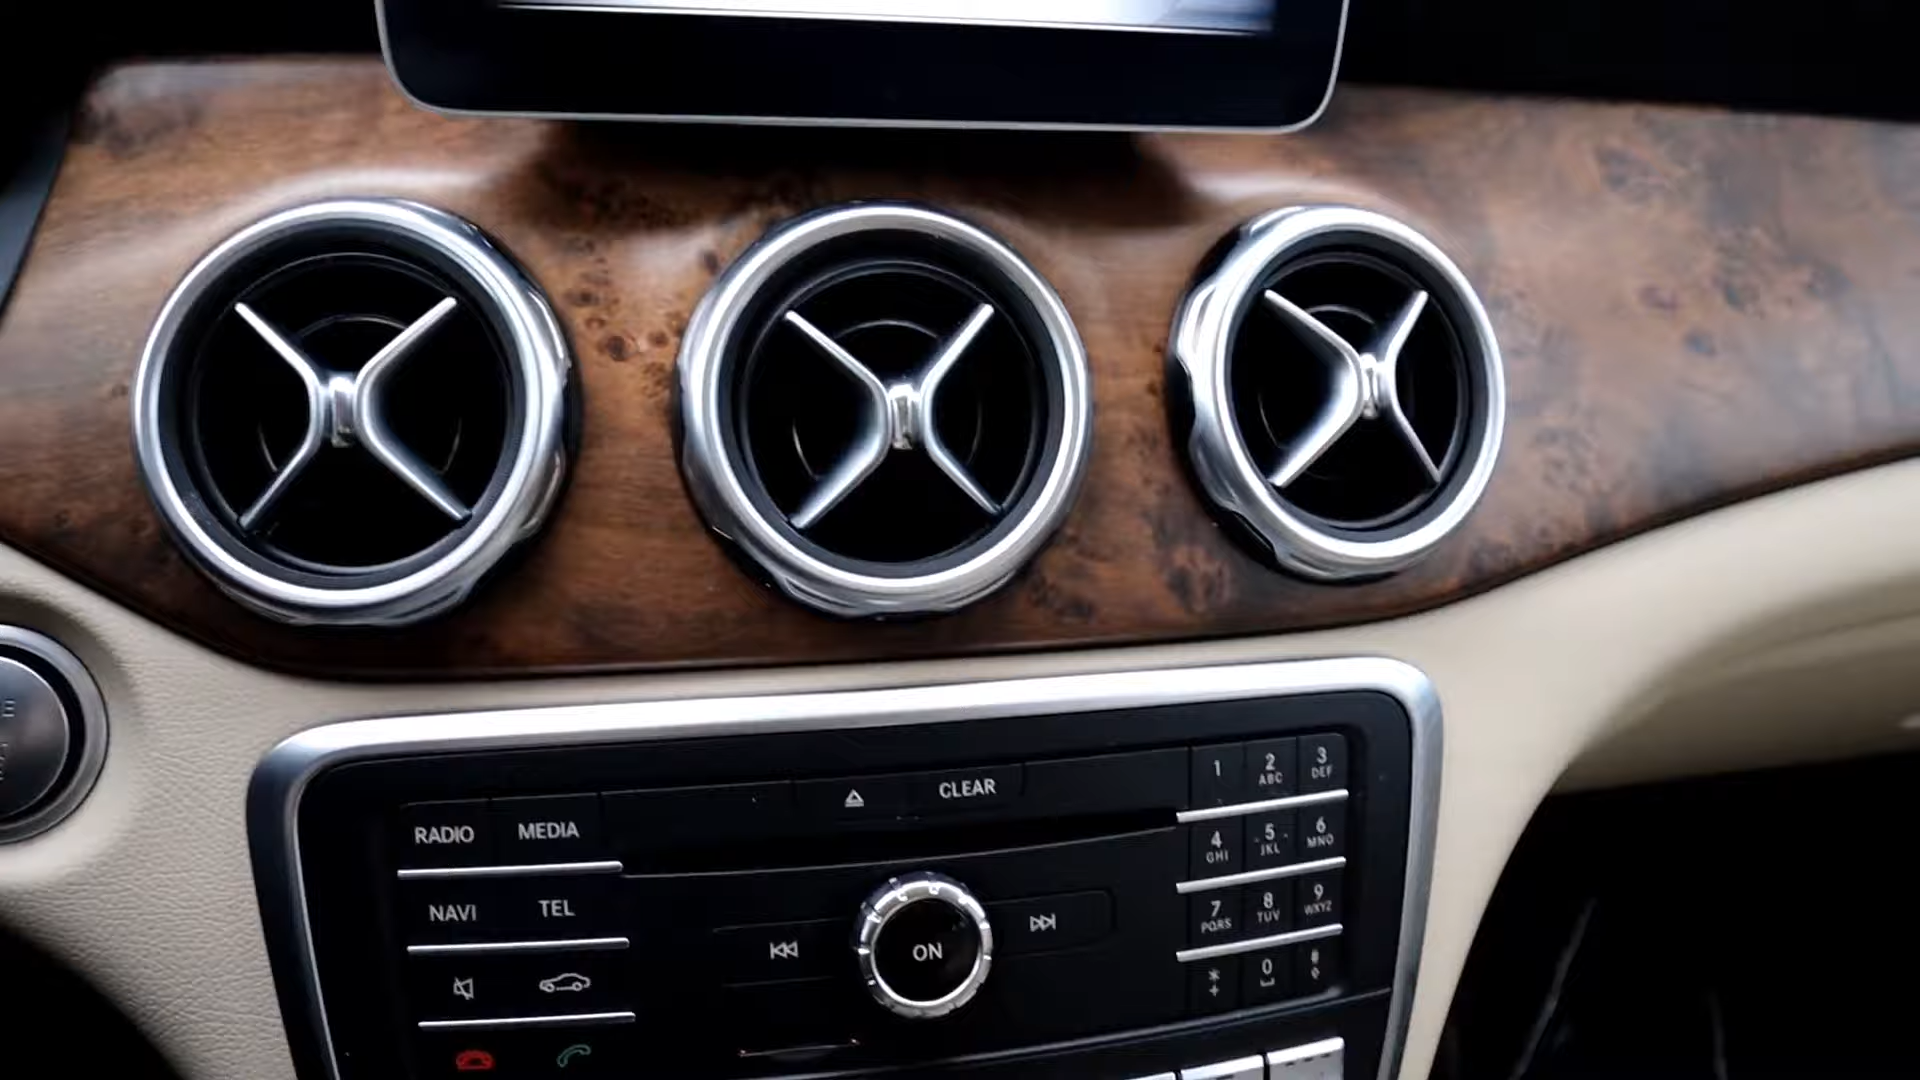 CLEAR
RADIO MEDIA
NAVI TEL
ON
1 2 ABC 3 DEF
4 GHI 5 JKL 6 MNO
7 PQRS 8 TUV 9 WXYZ
* + 0 #